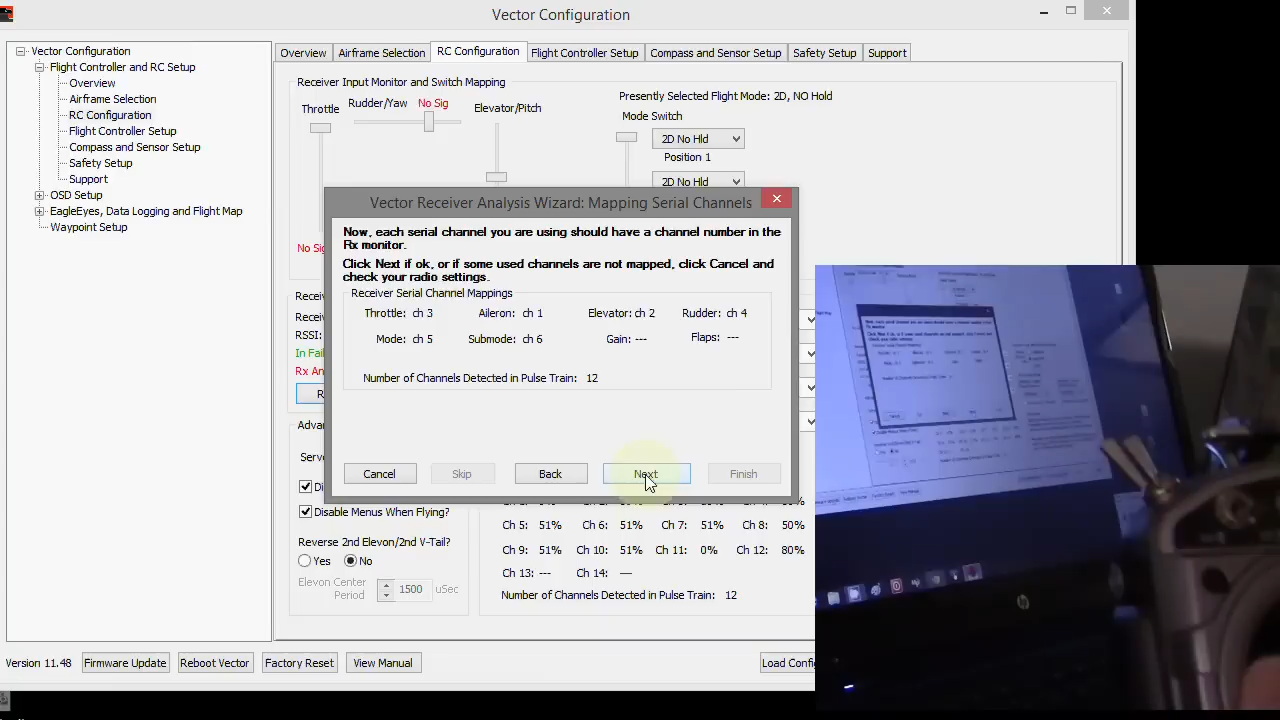 Vector Configuration
Vector Configuration
Flight Controller and RC Setup
Overview
Airframe Selection
RC Configuration
Flight Controller Setup
Compass and Sensor Setup
Safety Setup
Support
OSD Setup
EagleEyes, Data Logging and Flight Map
Waypoint Setup
Overview Airframe Selection RC Configuration Flight Controller Setup Compass and Sensor Setup Safety Setup Support
Receiver Input Monitor and Switch Mapping
Throttle Rudder/Yaw No Sig Elevator/Pitch
Presently Selected Flight Mode: 2D, NO Hold
Mode Switch
2D No Hld
Position 1
2D No Hld
Vector Receiver Analysis Wizard: Mapping Serial Channels
Now, each serial channel you are using should have a channel number in the
Rx monitor.
Click Next if ok, or if some used channels are not mapped, click Cancel and
check your radio settings.
Receiver Serial Channel Mappings
Throttle: ch 3 Aileron: ch 1 Elevator: ch 2 Rudder: ch 4
Mode: ch 5 Submode: ch 6 Gain: --- Flaps: ---
Number of Channels Detected in Pulse Train: 12
Cancel Skip Back Next Finish
RSSI:
Disable Menus When Flying?
Reverse 2nd Elevon/2nd V-Tail?
Yes No
Elevon Center
Period
1500 uSec
Ch 5: 51% Ch 6: 51% Ch 7: 51% Ch 8: 50%
Ch 9: 51% Ch 10: 51% Ch 11: 0% Ch 12: 80%
Ch 13: --- Ch 14: ---
Number of Channels Detected in Pulse Train: 12
Version 11.48 Firmware Update Reboot Vector Factory Reset View Manual